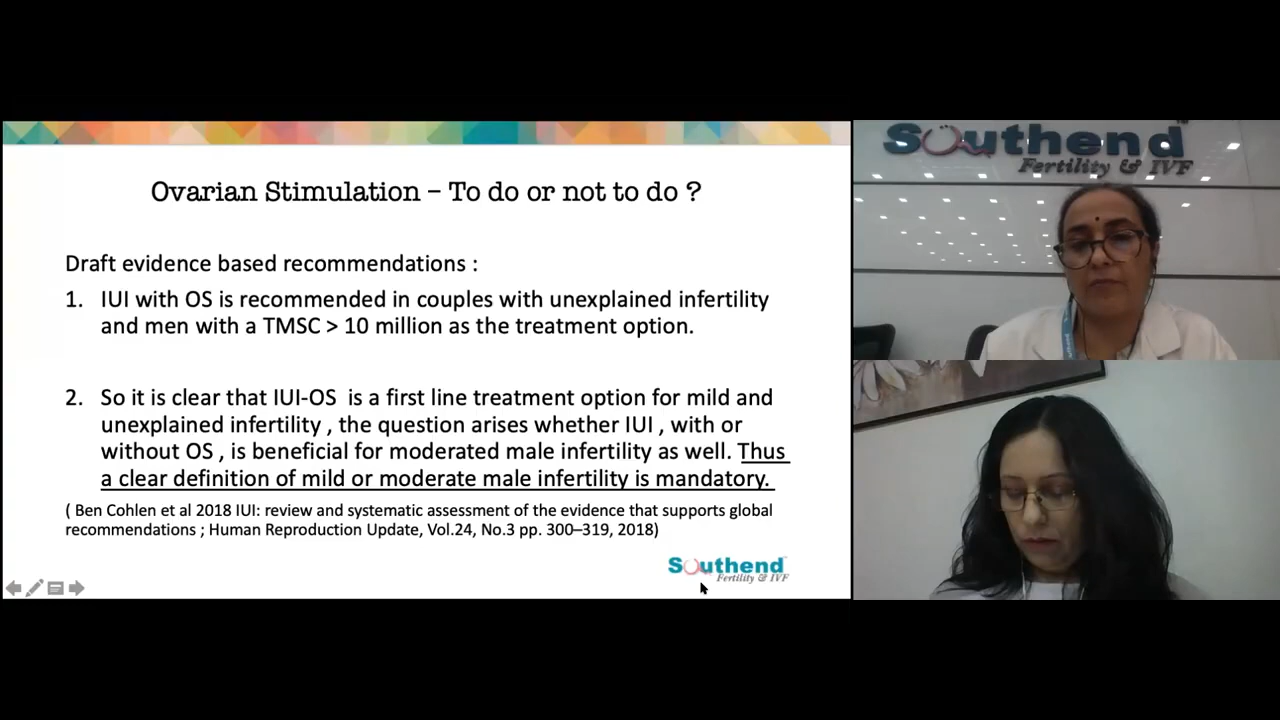 Ovarian Stimulation – To do or not to do ?
Draft evidence based recommendations :
1. IUI with OS is recommended in couples with unexplained infertility
and men with a TMSC > 10 million as the treatment option.
2. So it is clear that IUI-OS is a first line treatment option for mild and
unexplained infertility , the question arises whether IUI , with or
without OS , is beneficial for moderated male infertility as well. Thus
a clear definition of mild or moderate male infertility is mandatory.
( Ben Cohlen et al 2018 IUI: review and systematic assessment of the evidence that supports global
recommendations ; Human Reproduction Update, Vol.24, No.3 pp. 300–319, 2018)
Southend
Fertility & IVF
Southend
Fertility & IVF